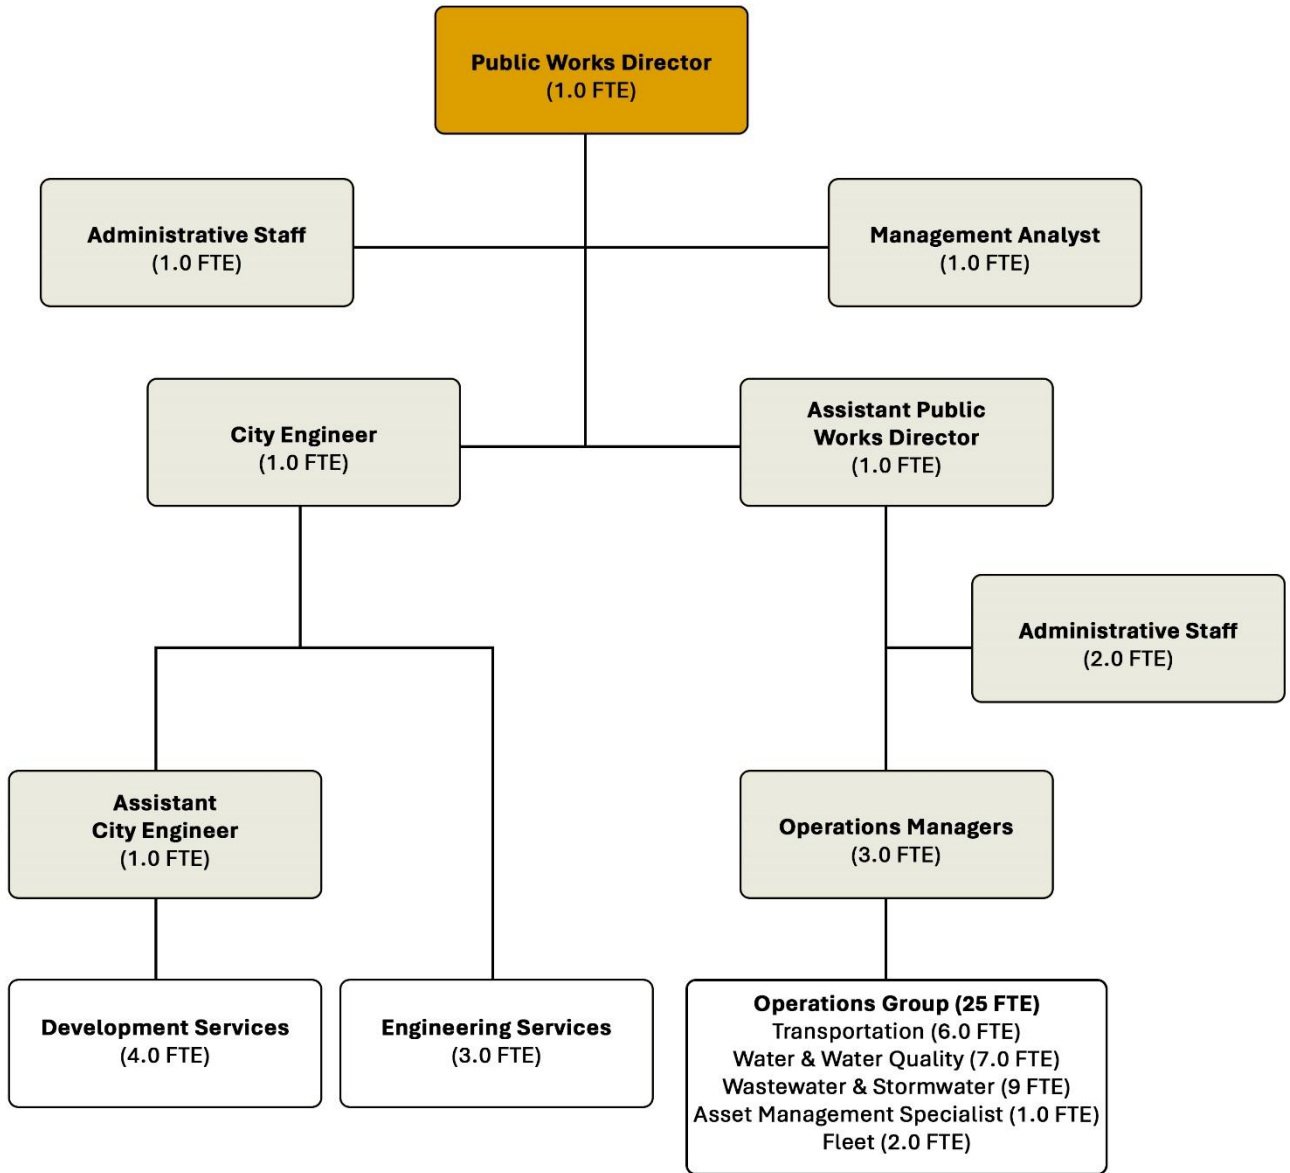 Public Works Director
(1.0 FTE)
Administrative Staff
(1.0 FTE)
Management Analyst
(1.0 FTE)
City Engineer
(1.0 FTE)
Assistant Public
Works Director
(1.0 FTE)
Administrative Staff
(2.0 FTE)
Assistant
City Engineer
(1.0 FTE)
Operations Managers
(3.0 FTE)
Development Services
(4.0 FTE)
Engineering Services
(3.0 FTE)
Operations Group (25 FTE)
Transportation (6.0 FTE)
Water & Water Quality (7.0 FTE)
Wastewater & Stormwater (9 FTE)
Asset Management Specialist (1.0 FTE)
Fleet (2.0 FTE)